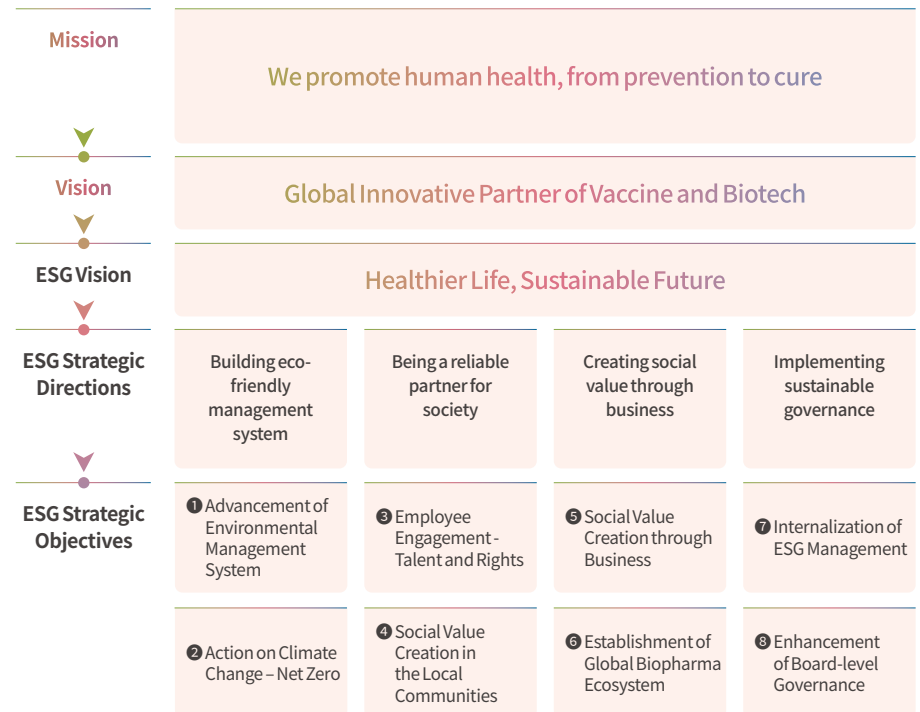 Mission
We promote human health, from prevention to cure
Vision
Global Innovative Partner of Vaccine and Biotech
ESG Vision
Healthier Life, Sustainable Future
ESG Strategic
Directions
Building eco-
friendly
management
system
Being a reliable
partner for
society
Creating social
value through
business
Implementing
sustainable
governance
ESG Strategic
Objectives
❶ Advancement of
Environmental
Management
System
❸ Employee
Engagement -
Talent and Rights
❺ Social Value
Creation through
Business
❼ Internalization of
ESG Management
❷ Action on Climate
Change – Net Zero
❹ Social Value
Creation in
the Local
Communities
❻ Establishment of
Global Biopharma
Ecosystem
❽ Enhancement
of Board-level
Governance